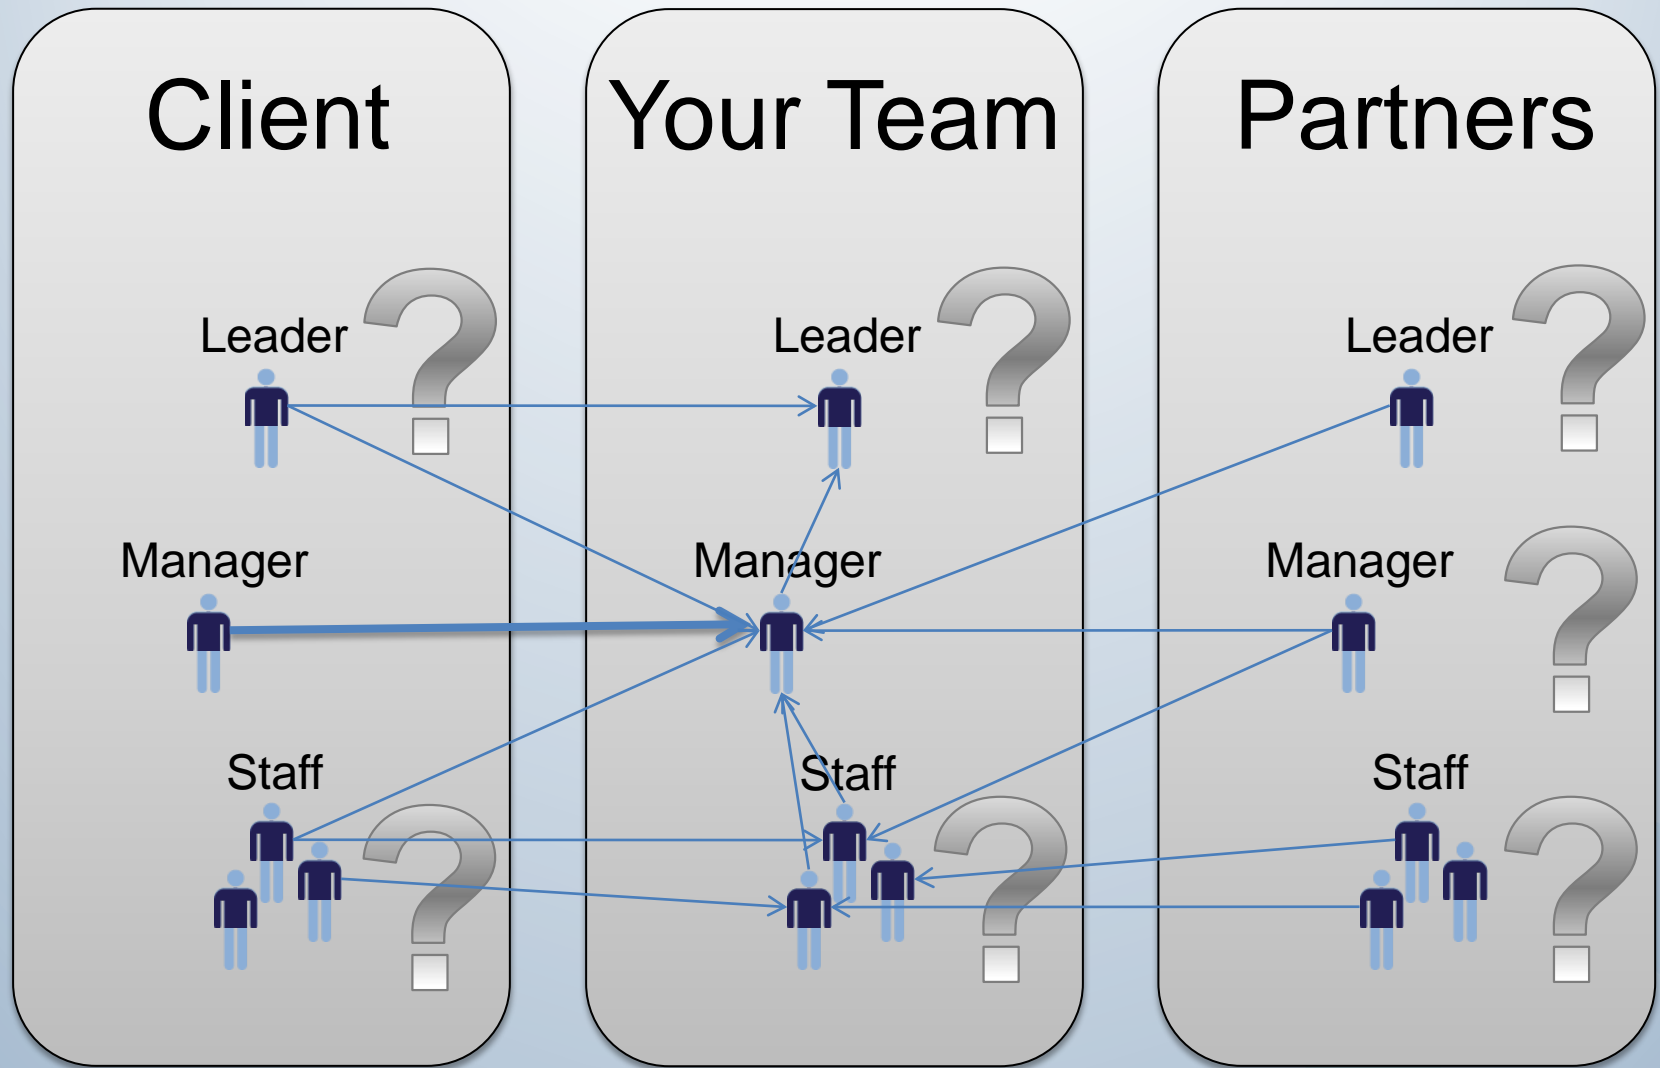 Client
Your Team
Partners
Leader
?
Leader
?
Leader
?
Manager
Manager
Manager
?
Staff
?
Staff
?
Staff
?